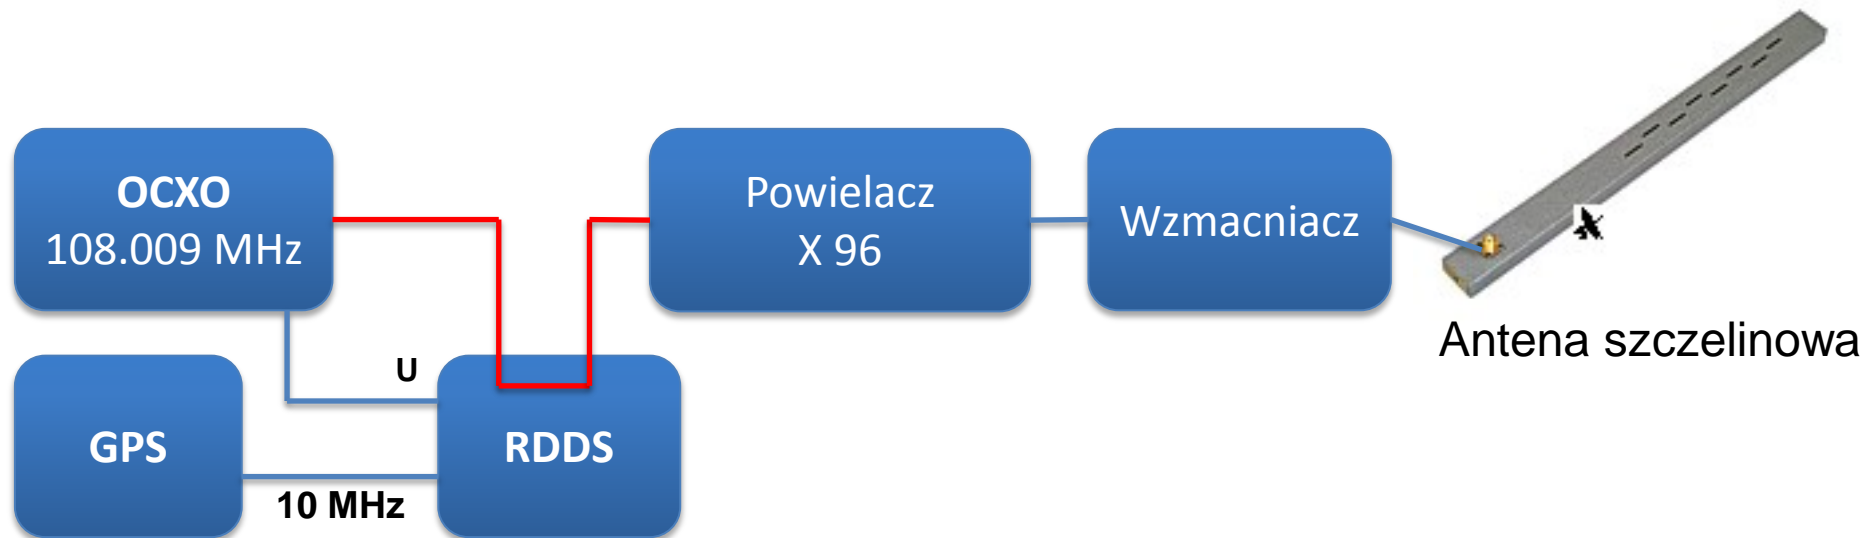 OCXO
108.009 MHz
Powielacz
X 96
Wzmacniacz
Antena szczelinowa
U
GPS
RDDS
10 MHz